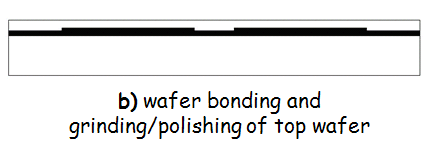 b) wafer bonding and
grinding/polishing of top wafer